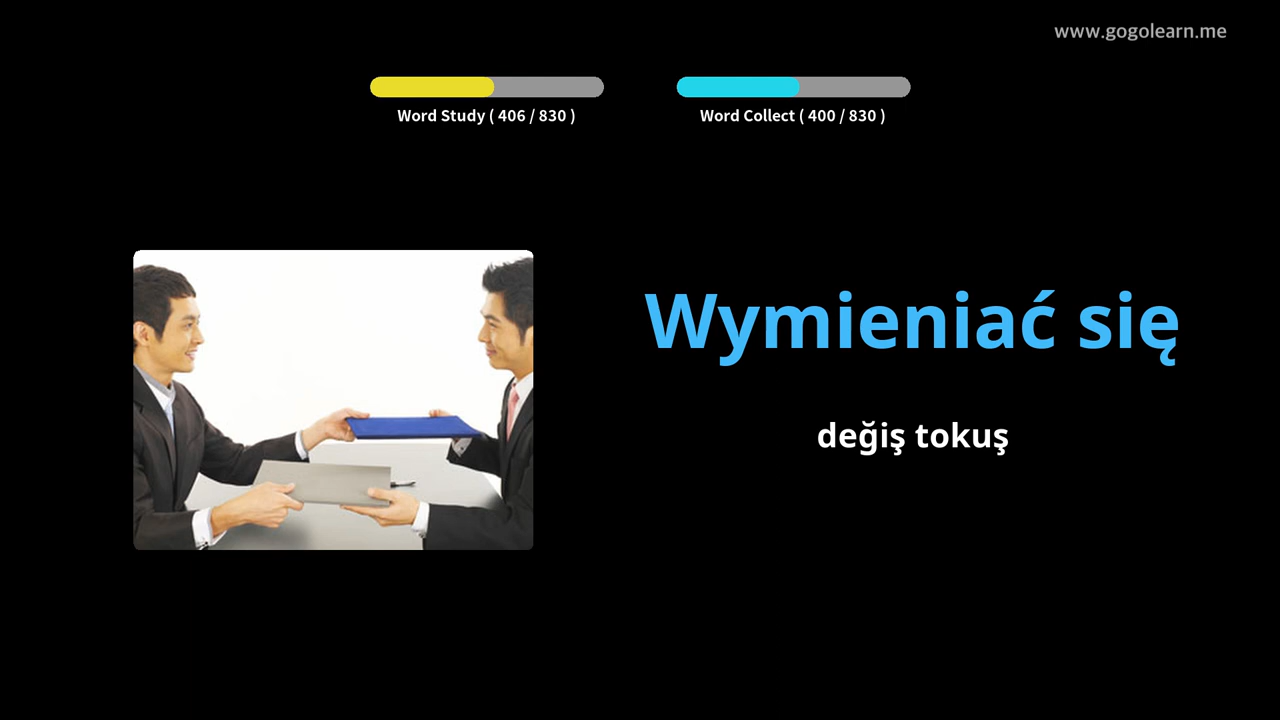 www.gogolearn.me
Word Study ( 406 / 830 )
Word Collect ( 400 / 830 )
Wymieniać się
değiş tokuş